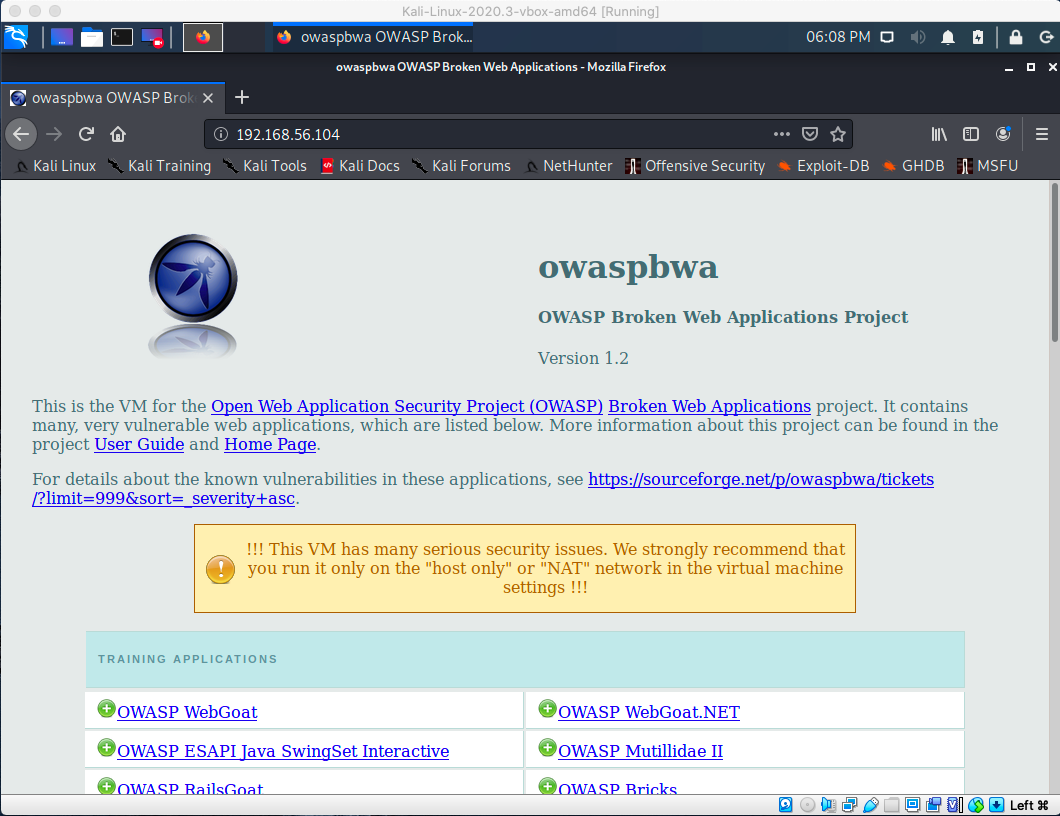 Kali-Linux-2020.3-vbox-amd64 [Running]
owaspbwa OWASP Brok…
06:08 PM
owaspbwa OWASP Broken Web Applications - Mozilla Firefox
owaspbwa OWASP Brok
192.168.56.104
Kali Linux Kali Training Kali Tools Kali Docs Kali Forums NetHunter Offensive Security Exploit-DB GHDB MSFU
owaspbwa
OWASP Broken Web Applications Project
Version 1.2
This is the VM for the Open Web Application Security Project (OWASP) Broken Web Applications project. It contains
many, very vulnerable web applications, which are listed below. More information about this project can be found in the
project User Guide and Home Page.
For details about the known vulnerabilities in these applications, see https://sourceforge.net/p/owaspbwa/tickets
/?limit=999&sort=_severity+asc.
!!! This VM has many serious security issues. We strongly recommend that
you run it only on the "host only" or "NAT" network in the virtual machine
settings !!!
TRAINING APPLICATIONS
OWASP WebGoat
OWASP WebGoat.NET
OWASP ESAPI Java SwingSet Interactive
OWASP Mutillidae II
OWASP RailsGoat
OWASP Bricks
Left ⌘